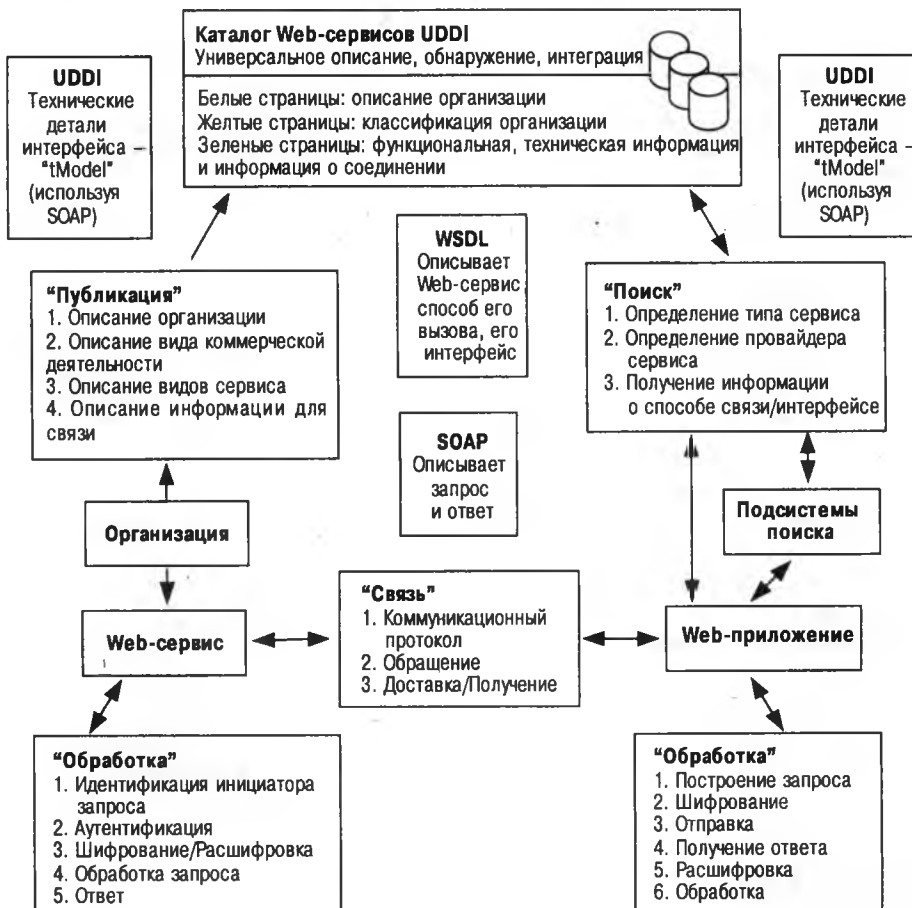 Каталог Web-сервисов UDDI
Универсальное описание, обнаружение, интеграция
Белые страницы: описание организации
Желтые страницы: классификация организации
Зеленые страницы: функциональная, техническая информация
и информация о соединении
UDDI
Технические
детали
интерфейса –
"tModel"
(используя
SOAP)
UDDI
Технические
детали
интерфейса –
"tModel"
(используя
SOAP)
WSDL
Описывает
Web-сервис
способ его
вызова, его
интерфейс
“Публикация”
1. Описание организации
2. Описание вида коммерческой
деятельности
3. Описание видов сервиса
4. Описание информации для
связи
“Поиск”
1. Определение типа сервиса
2. Определение провайдера
сервиса
3. Получение информации
о способе связи/интерфейсе
SOAP
Описывает
запрос
и ответ
Организация
Подсистемы
поиска
Web-сервис
“Связь”
1. Коммуникационный
протокол
2. Обращение
3. Доставка/Получение
Web-приложение
“Обработка”
1. Идентификация инициатора
запроса
2. Аутентификация
3. Шифрование/Расшифровка
4. Обработка запроса
5. Ответ
“Обработка”
1. Построение запроса
2. Шифрование
3. Отправка
4. Получение ответа
5. Расшифровка
6. Обработка